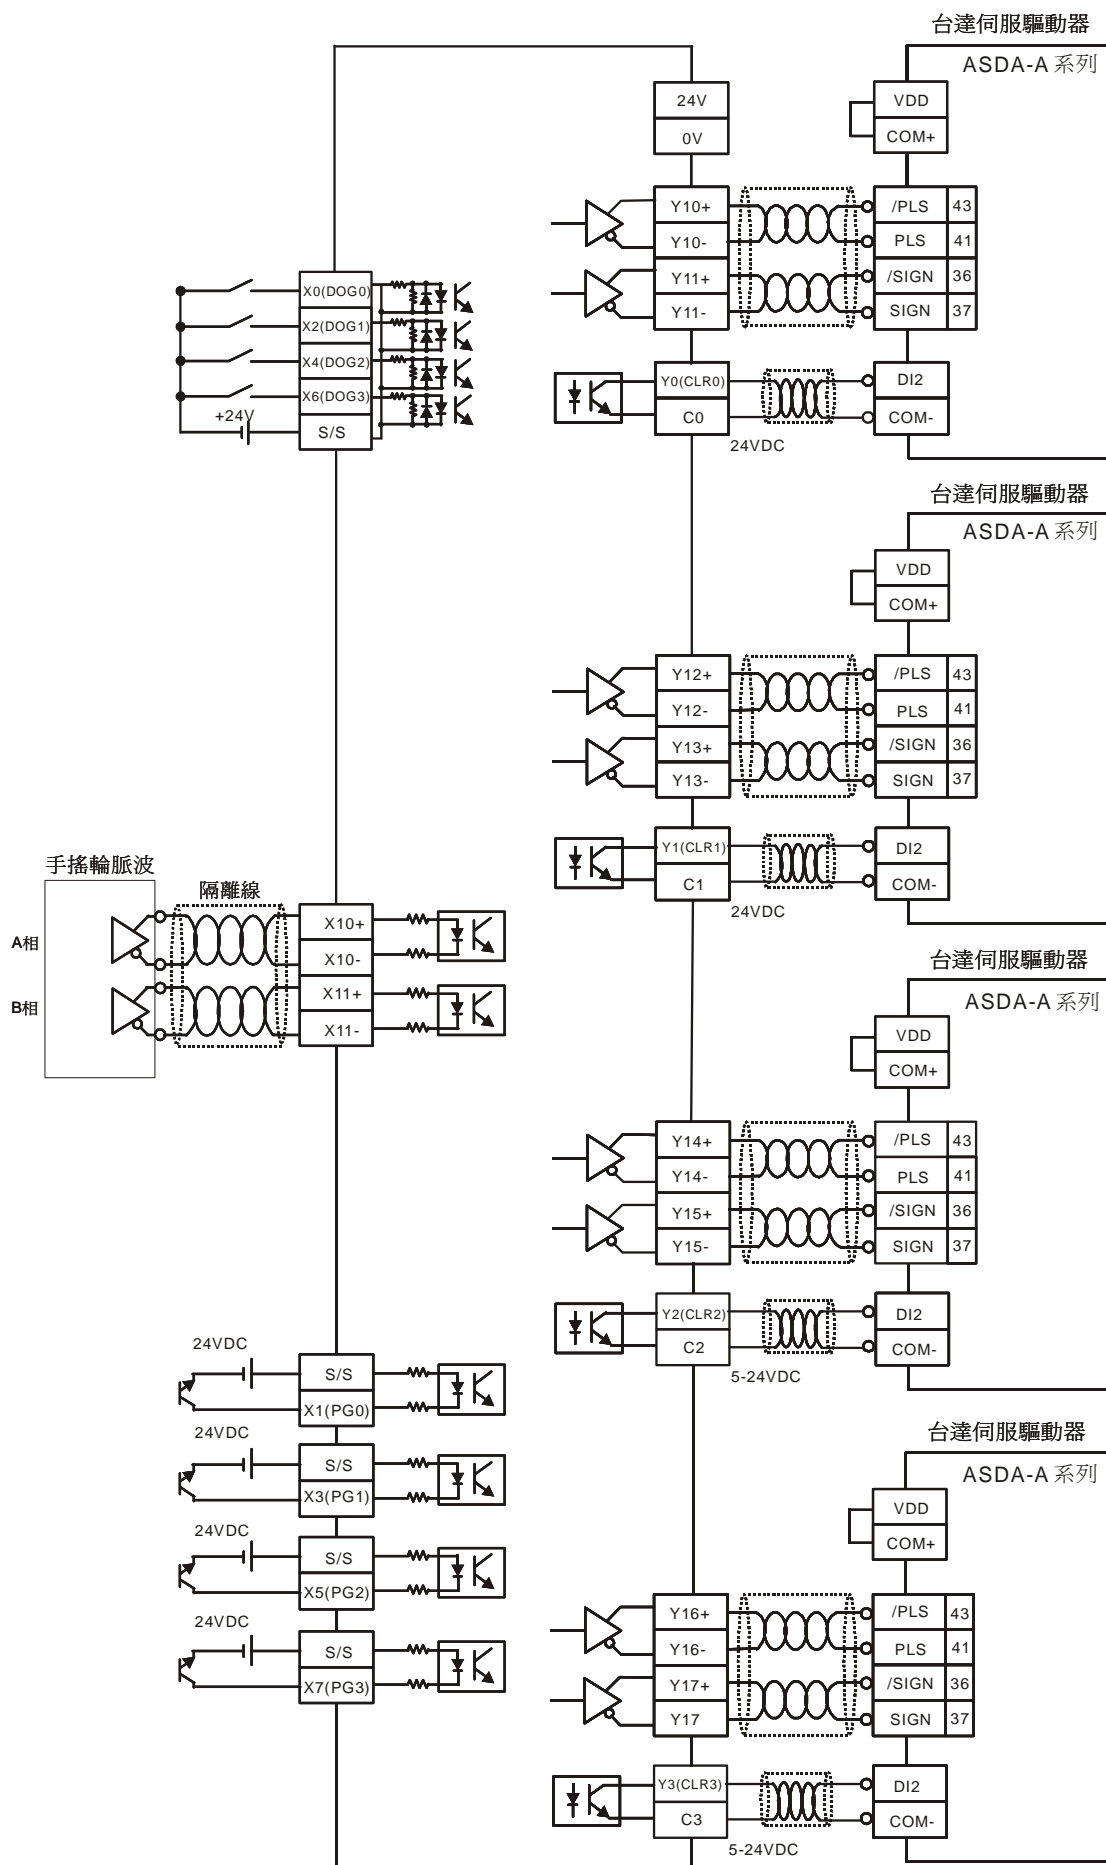 台達伺服驅動器
ASDA-A 系列
24V
0V
VDD
COM+
Y10+
Y10-
Y11+
Y11-
/PLS 43
PLS 41
/SIGN 36
SIGN 37
X0(DOG0)
X2(DOG1)
X4(DOG2)
X6(DOG3)
+24V
S/S
Y0(CLR0)
C0
24VDC
DI2
COM-
台達伺服驅動器
ASDA-A 系列
VDD
COM+
Y12+
Y12-
Y13+
Y13-
/PLS 43
PLS 41
/SIGN 36
SIGN 37
Y1(CLR1)
C1
24VDC
DI2
COM-
手搖輪脈波
隔離線
A相
B相
X10+
X10-
X11+
X11-
台達伺服驅動器
ASDA-A 系列
VDD
COM+
Y14+
Y14-
Y15+
Y15-
/PLS 43
PLS 41
/SIGN 36
SIGN 37
Y2(CLR2)
C2
5-24VDC
DI2
COM-
24VDC
S/S
X1(PG0)
24VDC
S/S
X3(PG1)
24VDC
S/S
X5(PG2)
24VDC
S/S
X7(PG3)
台達伺服驅動器
ASDA-A 系列
VDD
COM+
Y16+
Y16-
Y17+
Y17
/PLS 43
PLS 41
/SIGN 36
SIGN 37
Y3(CLR3)
C3
5-24VDC
DI2
COM-